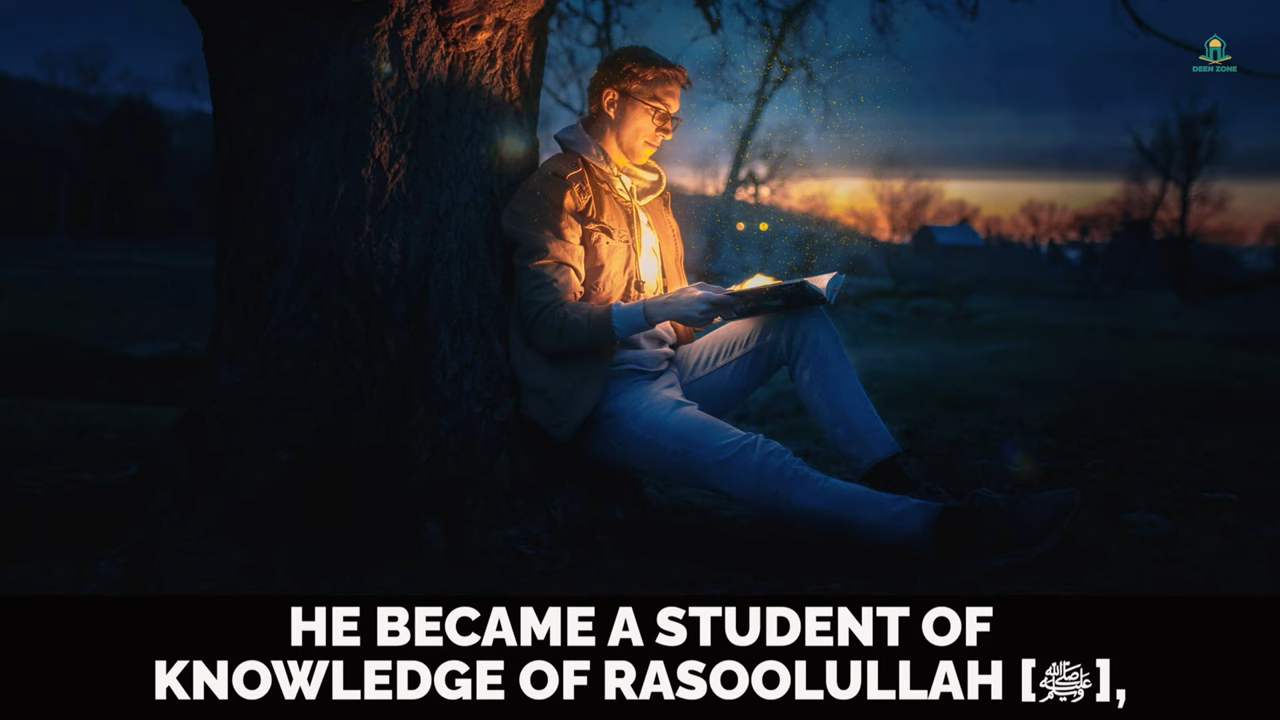 DEEN ZONE
HE BECAME A STUDENT OF
KNOWLEDGE OF RASOOLULLAH [ﷺ],